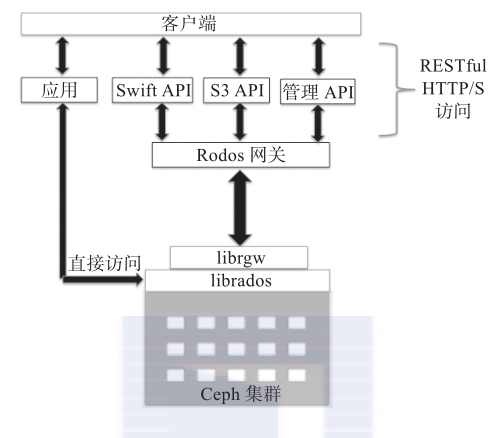 客户端
应用
Swift API
S3 API
管理 API
RESTful
HTTP/S
访问
Rodos 网关
librgw
直接访问
librados
Ceph 集群